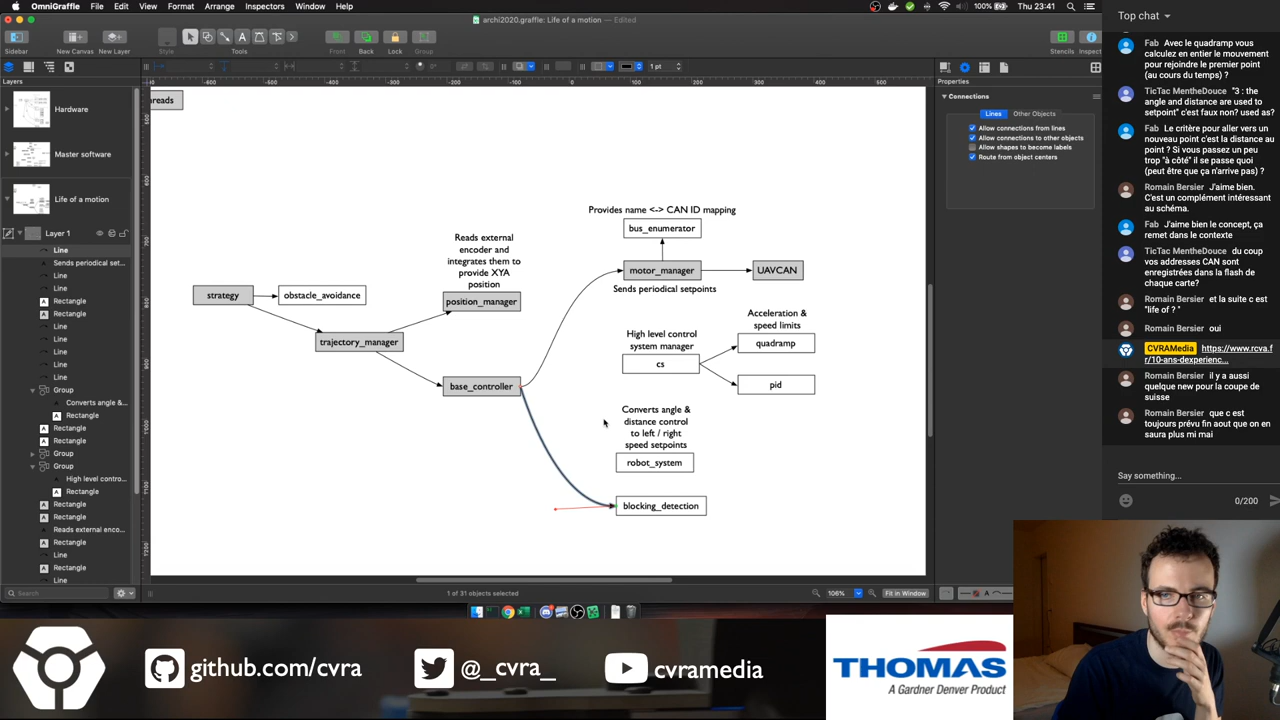 OmniGraffle File Edit View Format Arrange Inspectors Window Help
100% Thu 23:41
archi2020.graffle: Life of a motion — Edited
Sidebar
New Canvas
New Layer
Style
Tools
Front
Back
Lock
Group
Stencils
Inspect
1 pt
Layers
Hardware
Master software
Life of a motion
Layer 1
Line
Sends periodical set...
Line
Line
Rectangle
Rectangle
Line
Line
Line
Line
Line
Group
Converts angle &...
Rectangle
Rectangle
Rectangle
Group
Group
High level contro...
Rectangle
Rectangle
Rectangle
Reads external enco...
Rectangle
Line
Rectangle
Line
Search
reads
strategy
obstacle_avoidance
trajectory_manager
Reads external
encoder and
integrates them to
provide XYA
position
position_manager
base_controller
Provides name <-> CAN ID mapping
bus_enumerator
motor_manager
UAVCAN
Sends periodical setpoints
High level control
system manager
cs
Acceleration &
speed limits
quadramp
pid
Converts angle &
distance control
to left / right
speed setpoints
robot_system
blocking_detection
1 of 31 objects selected
106%
Fit in Window
Properties
Connections
Lines
Other Objects
Allow connections from lines
Allow connections to other objects
Allow shapes to become labels
Route from object centers
Top chat
Fab Avec le quadramp vous
calculez en entier le mouvement
pour rejoindre le premier point
(au cours du temps) ?
TicTac MentheDouce "3 : the
angle and distance are used to
setpoint" c'est faux non? used as?
Fab Le critère pour aller vers un
nouveau point c'est la distance au
point ? Si vous passez un peu
trop "à côté" il se passe quoi
(peut être que ça n'arrive pas) ?
Romain Bersier J'aime bien.
C'est un complément intéressant
au schéma.
Fab J'aime bien le concept, ça
remet dans le contexte
TicTac MentheDouce du coup
vos addresses CAN sont
enregistrées dans la flash de
chaque carte?
Romain Bersier et la suite c est
"life of ? "
Romain Bersier oui
CVRAMedia https://www.rcva.f
r/10-ans-dexperienc...
Romain Bersier il y a aussi
quelque new pour la coupe de
suisse
Romain Bersier que c est
toujours prévu fin aout que on en
saura plus mi mai
Say something...
0/200
github.com/cvra
@_cvra_
cvramedia
THOMAS
A Gardner Denver Product